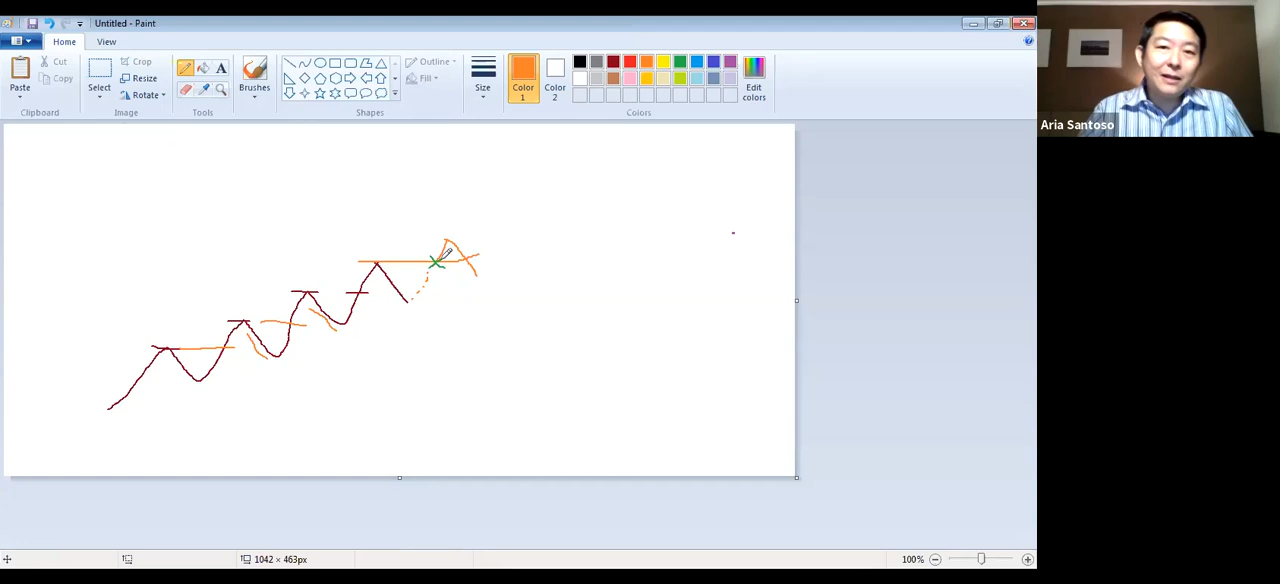 Untitled - Paint
Home
View
Paste
Cut
Copy
Clipboard
Select
Crop
Resize
Rotate
Image
A
Tools
Brushes
Shapes
Outline
Fill
Size
Color 1
Color 2
Edit colors
Colors
Aria Santoso
1042 × 463px
100%